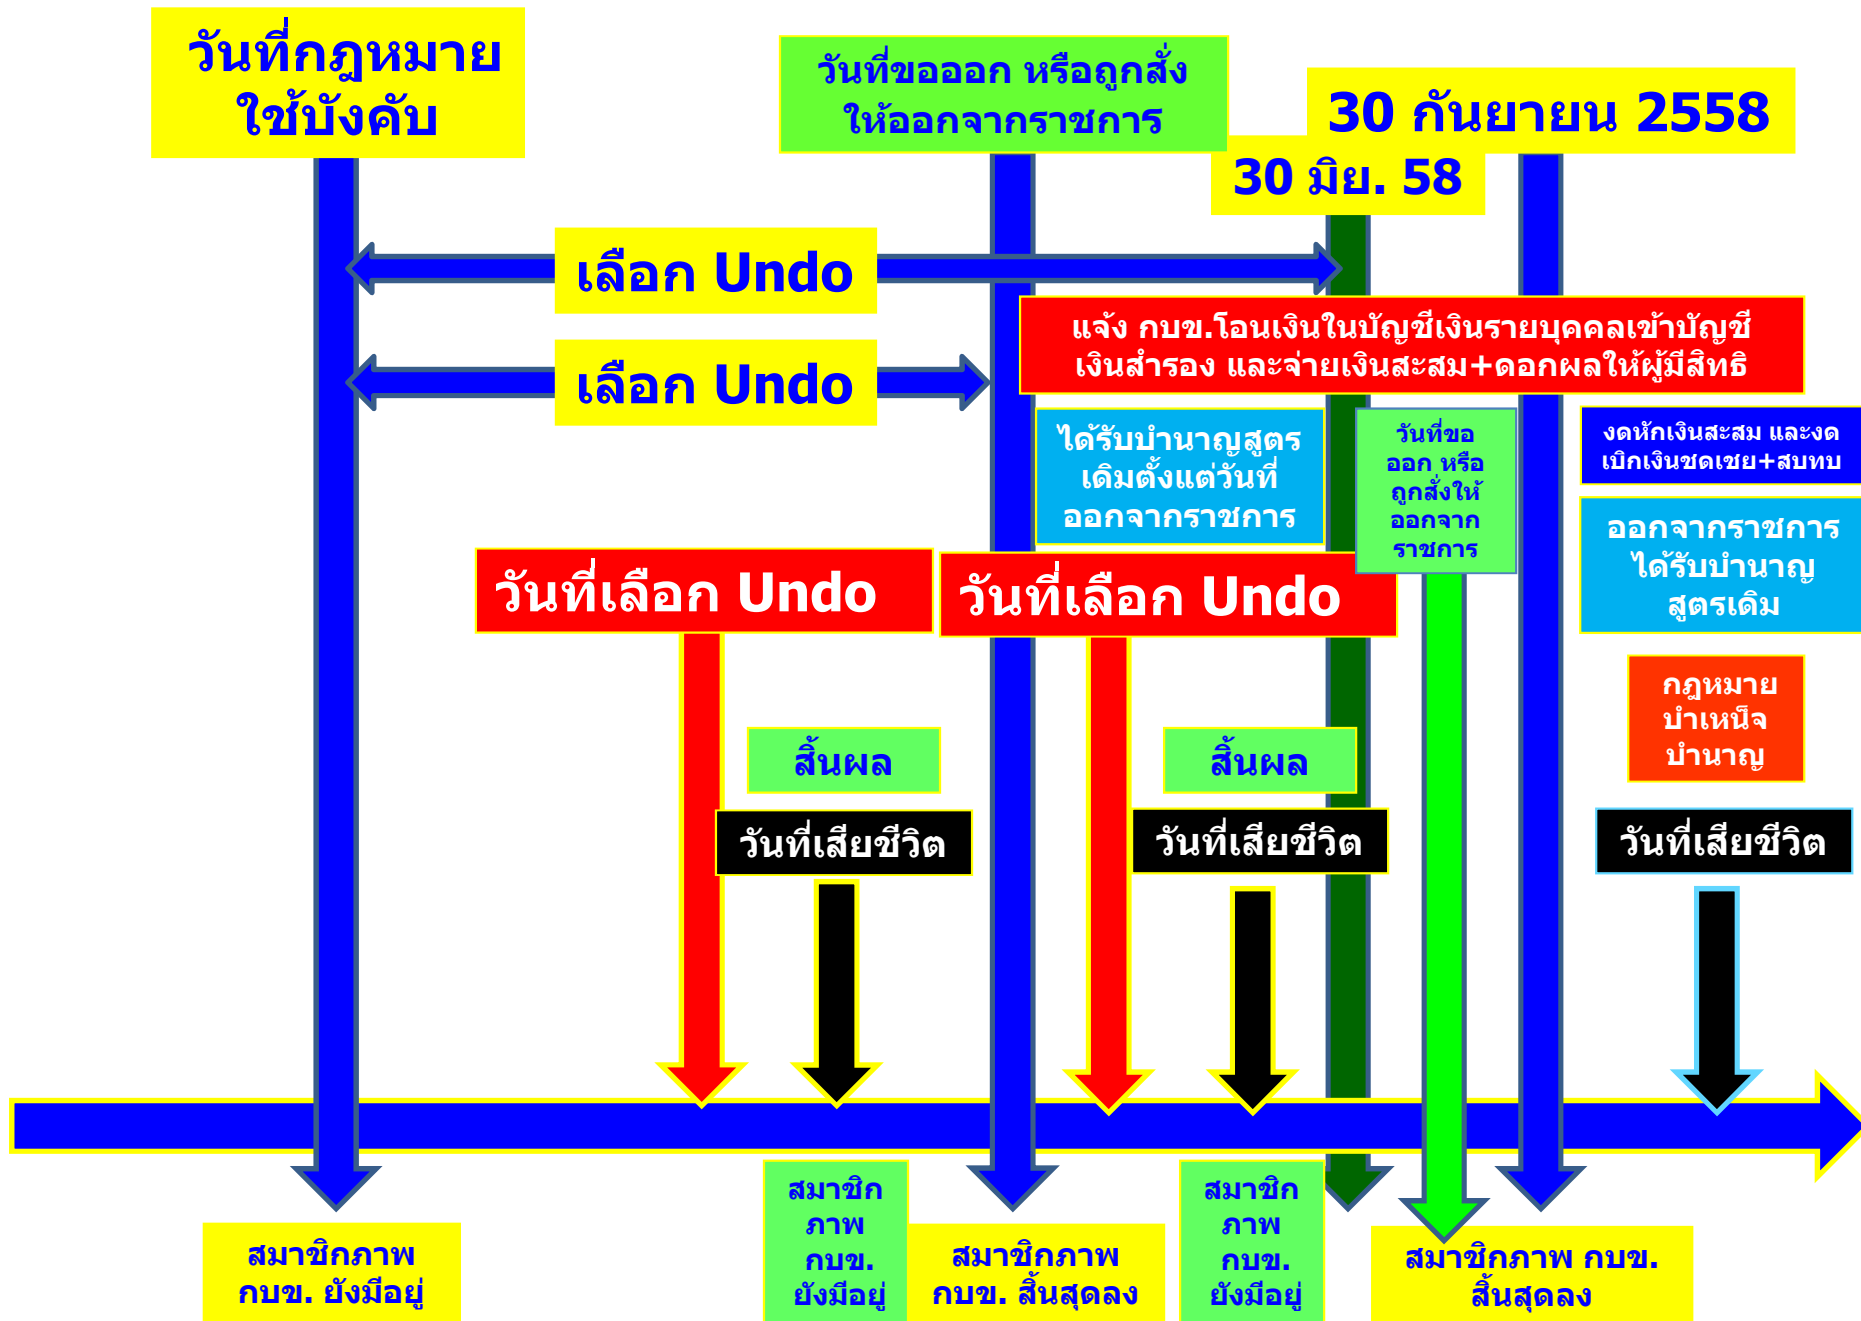 วันที่กฎหมาย
ใช้บังคับ
วันที่ขอออก หรือถูกสั่ง
ให้ออกจากราชการ
30 กันยายน 2558
30 มิย. 58
เลือก Undo
เลือก Undo
แจ้ง กบข.โอนเงินในบัญชีเงินรายบุคคลเข้าบัญชี
เงินสำรอง และจ่ายเงินสะสม+ดอกผลให้ผู้มีสิทธิ
ได้รับบำนาญสูตร
เดิมตั้งแต่วันที่
ออกจากราชการ
วันที่ขอ
ออก หรือ
ถูกสั่งให้
ออกจาก
ราชการ
งดหักเงินสะสม และงด
เบิกเงินชดเชย+สบทบ
ออกจากราชการ
ได้รับบำนาญ
สูตรเดิม
วันที่เลือก Undo
วันที่เลือก Undo
กฎหมาย
บำเหน็จ
บำนาญ
สิ้นผล
สิ้นผล
วันที่เสียชีวิต
วันที่เสียชีวิต
วันที่เสียชีวิต
สมาชิกภาพ
กบข. ยังมีอยู่
สมาชิก
ภาพ
กบข.
ยังมีอยู่
สมาชิกภาพ
กบข. สิ้นสุดลง
สมาชิก
ภาพ
กบข.
ยังมีอยู่
สมาชิกภาพ กบข.
สิ้นสุดลง